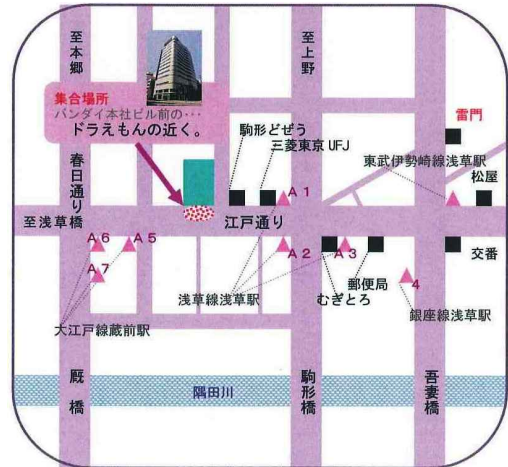 至本郷
至上野
集合場所
バンダイ本社ビル前の･･･
ドラえもんの近く。
雷門
駒形どぜう
三菱東京UFJ
東武伊勢崎線浅草駅
松屋
春日通り
A1
至浅草橋
江戸通り
A6
A5
A2
A3
交番
A7
浅草線浅草駅
郵便局
むぎとろ
4
銀座線浅草駅
大江戸線蔵前駅
厩橋
隅田川
駒形橋
吾妻橋